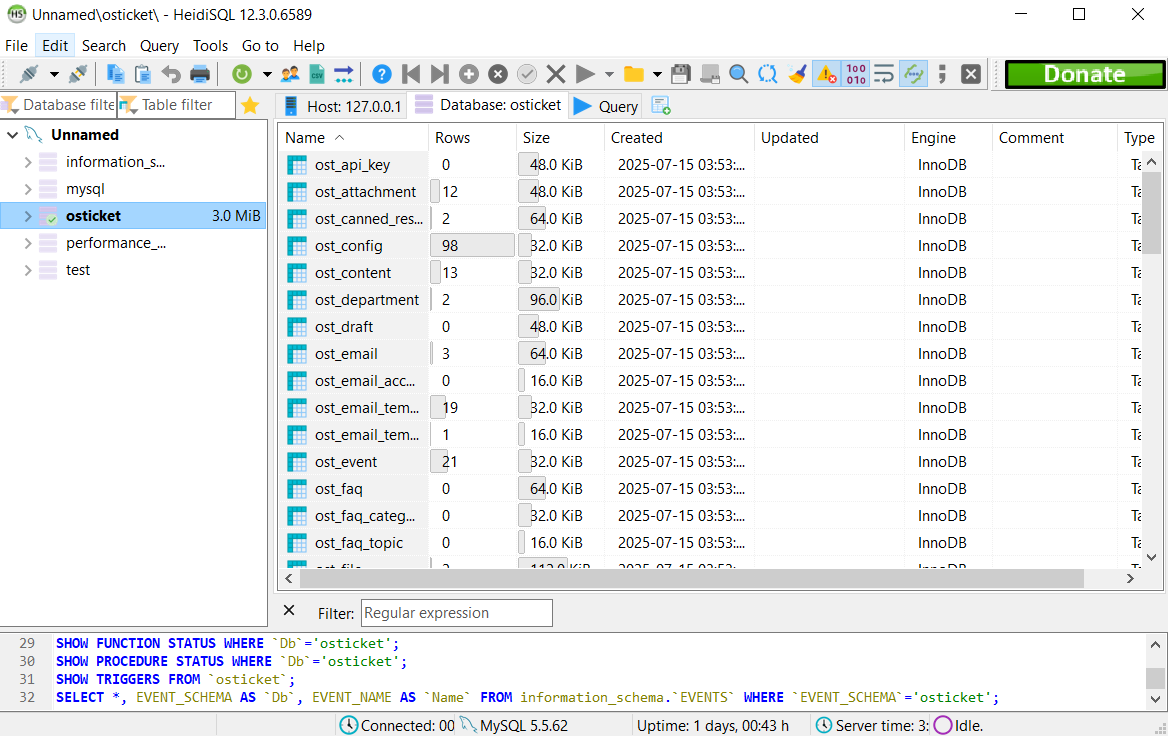 Unnamed\osticket\ - HeidiSQL 12.3.0.6589
File Edit Search Query Tools Go to Help
Donate
Database filte Table filter Host: 127.0.0.1 Database: osticket Query
Unnamed
information_s...
mysql
osticket 3.0 MiB
performance_...
test
Name Rows Size Created Updated Engine Comment Type
ost_api_key 0 48.0 KiB 2025-07-15 03:53:... InnoDB Ta
ost_attachment 12 48.0 KiB 2025-07-15 03:53:... InnoDB Ta
ost_canned_res... 2 64.0 KiB 2025-07-15 03:53:... InnoDB Ta
ost_config 98 32.0 KiB 2025-07-15 03:53:... InnoDB Ta
ost_content 13 32.0 KiB 2025-07-15 03:53:... InnoDB Ta
ost_department 2 96.0 KiB 2025-07-15 03:53:... InnoDB Ta
ost_draft 0 48.0 KiB 2025-07-15 03:53:... InnoDB Ta
ost_email 3 64.0 KiB 2025-07-15 03:53:... InnoDB Ta
ost_email_acc... 0 16.0 KiB 2025-07-15 03:53:... InnoDB Ta
ost_email_tem... 19 32.0 KiB 2025-07-15 03:53:... InnoDB Ta
ost_email_tem... 1 16.0 KiB 2025-07-15 03:53:... InnoDB Ta
ost_event 21 32.0 KiB 2025-07-15 03:53:... InnoDB Ta
ost_faq 0 64.0 KiB 2025-07-15 03:53:... InnoDB Ta
ost_faq_categ... 0 32.0 KiB 2025-07-15 03:53:... InnoDB Ta
ost_faq_topic 0 16.0 KiB 2025-07-15 03:53:... InnoDB Ta
Filter: Regular expression
29 SHOW FUNCTION STATUS WHERE `Db`='osticket';
30 SHOW PROCEDURE STATUS WHERE `Db`='osticket';
31 SHOW TRIGGERS FROM `osticket`;
32 SELECT *, EVENT_SCHEMA AS `Db`, EVENT_NAME AS `Name` FROM information_schema.`EVENTS` WHERE `EVENT_SCHEMA`='osticket';
Connected: 00 MySQL 5.5.62 Uptime: 1 days, 00:43 h Server time: 3: Idle.